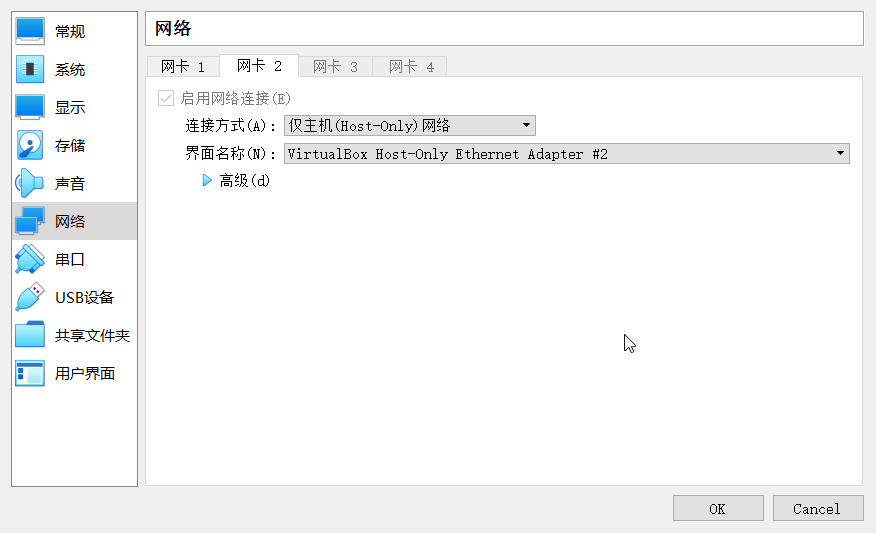 常规
系统
显示
存储
声音
网络
串口
USB设备
共享文件夹
用户界面
网络
网卡 1 网卡 2 网卡 3 网卡 4
启用网络连接(E)
连接方式(A): 仅主机(Host-Only)网络
界面名称(N): VirtualBox Host-Only Ethernet Adapter #2
高级(d)
OK Cancel